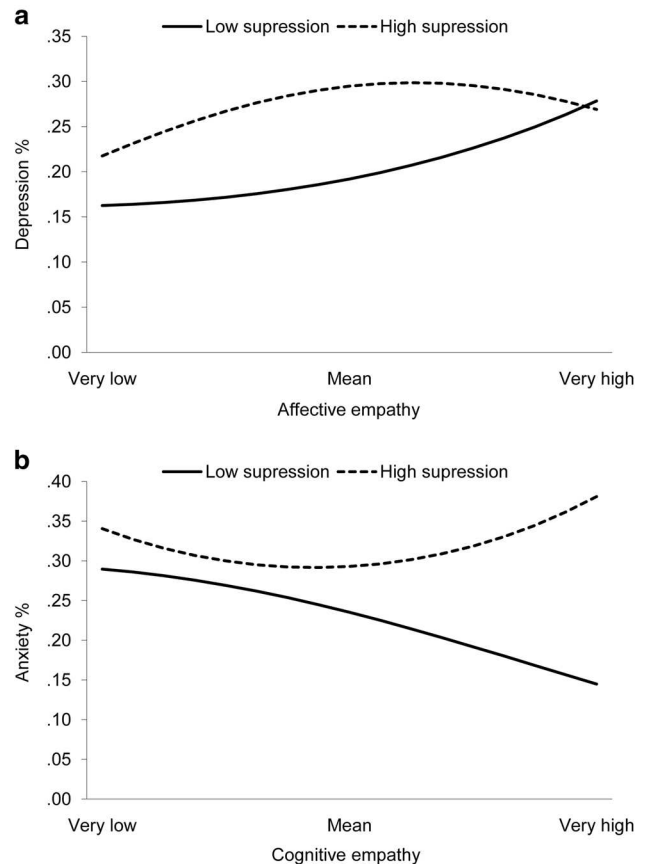 a
Low supression High supression
.35
.30
.25
.20
.15
.10
.05
.00
Depression %
Very low Mean Very high
Affective empathy
b
Low supression High supression
.40
.35
.30
.25
.20
.15
.10
.05
.00
Anxiety %
Very low Mean Very high
Cognitive empathy